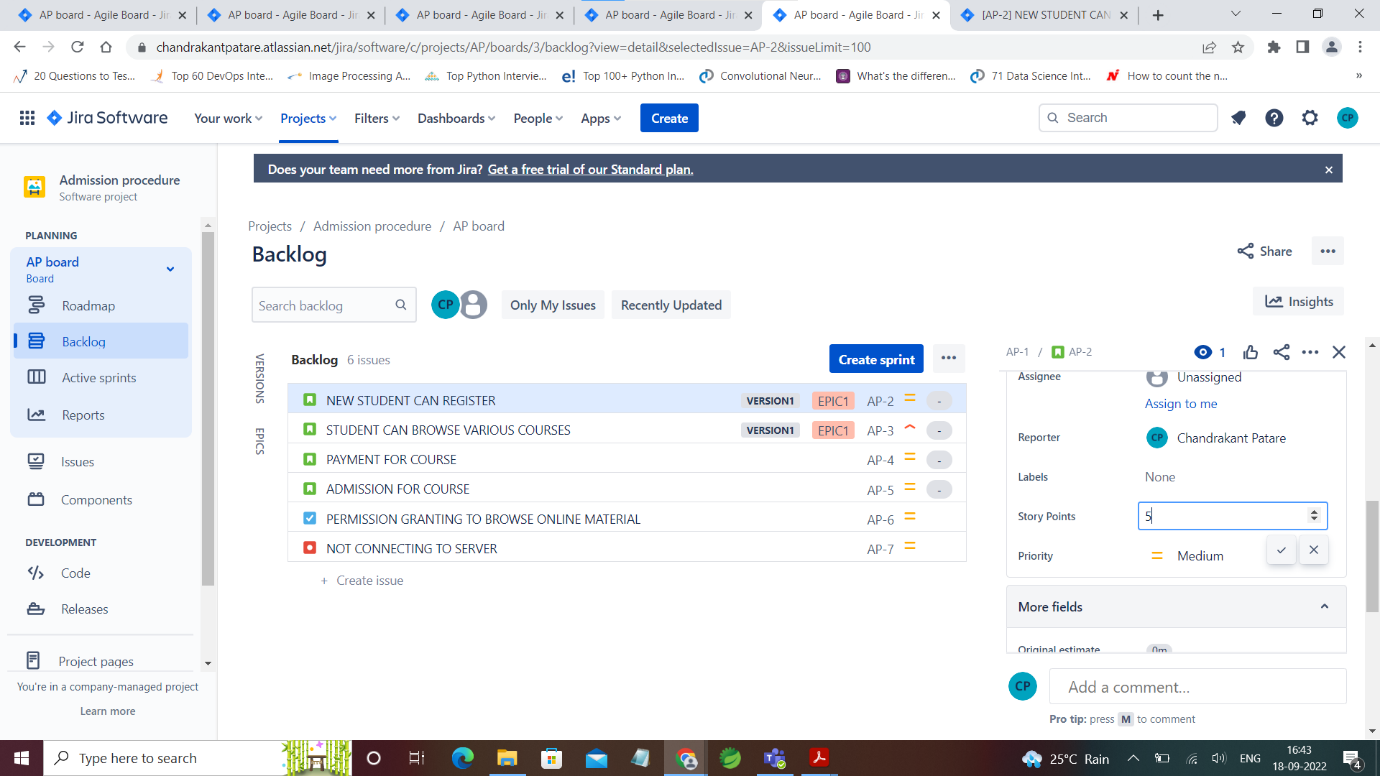 AP board - Agile Board - Jir
AP board - Agile Board - Jir
AP board - Agile Board - Jir
AP board - Agile Board - Jir
AP board - Agile Board - Jir
[AP-2] NEW STUDENT CAN
chandrakantpatare.atlassian.net/jira/software/c/projects/AP/boards/3/backlog?view=detail&selectedIssue=AP-2&issueLimit=100
20 Questions to Tes...
Top 60 DevOps Inte...
Image Processing A...
Top Python Intervie...
e! Top 100+ Python In...
Convolutional Neur...
What's the differen...
71 Data Science Int...
How to count the n...
»
Jira Software
Your work
Projects
Filters
Dashboards
People
Apps
Create
Search
CP
Admission procedure
Software project
Does your team need more from Jira? Get a free trial of our Standard plan.
PLANNING
AP board
Board
Roadmap
Backlog
Active sprints
Reports
Issues
Components
DEVELOPMENT
Code
Releases
Project pages
You're in a company-managed project
Learn more
Projects / Admission procedure / AP board
Backlog
Share
Search backlog
CP
Only My Issues
Recently Updated
Insights
VERSIONS
EPICS
Backlog 6 issues
Create sprint
NEW STUDENT CAN REGISTER VERSION1 EPIC1 AP-2 -
STUDENT CAN BROWSE VARIOUS COURSES VERSION1 EPIC1 AP-3 -
PAYMENT FOR COURSE AP-4 -
ADMISSION FOR COURSE AP-5 -
PERMISSION GRANTING TO BROWSE ONLINE MATERIAL AP-6
NOT CONNECTING TO SERVER AP-7
+ Create issue
AP-1 / AP-2
1
Assignee Unassigned
Assign to me
Reporter CP Chandrakant Patare
Labels None
Story Points 5
Priority Medium
More fields
Original estimate 0m
CP Add a comment...
Pro tip: press M to comment
Type here to search
25°C Rain
ENG
16:43
18-09-2022
4